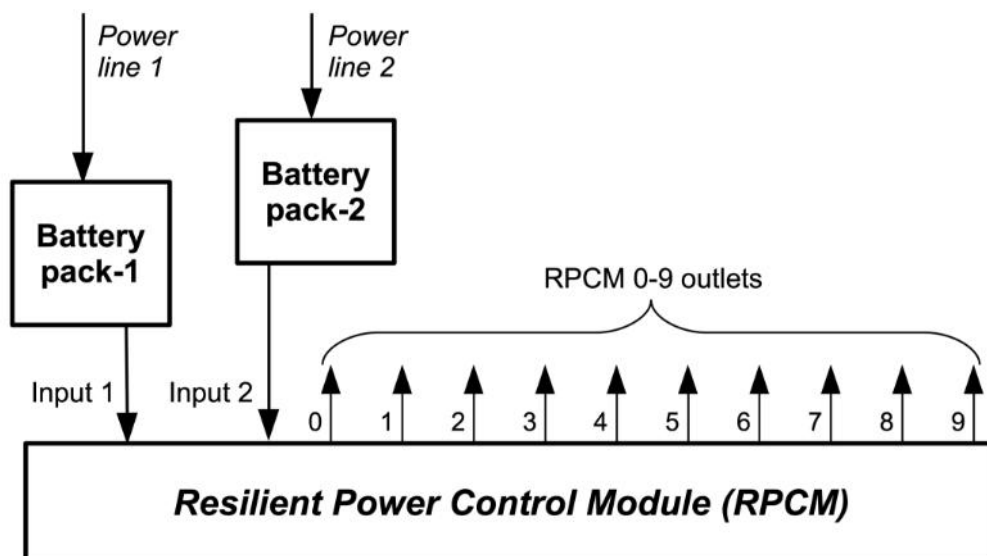 Power
line 1
Power
line 2
Battery
pack-1
Battery
pack-2
RPCM 0-9 outlets
Input 1
Input 2
0 1 2 3 4 5 6 7 8 9
Resilient Power Control Module (RPCM)